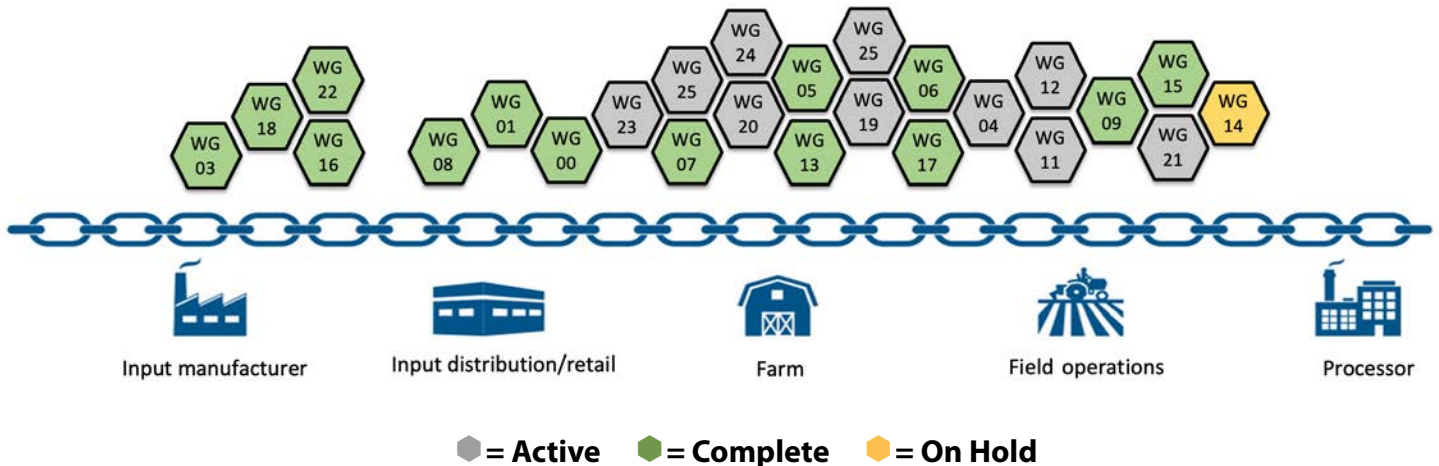 WG 03
WG 18
WG 22
WG 16
WG 08
WG 01
WG 00
WG 23
WG 25
WG 07
WG 24
WG 20
WG 05
WG 13
WG 25
WG 19
WG 06
WG 17
WG 04
WG 12
WG 11
WG 09
WG 15
WG 21
WG 14
Input manufacturer
Input distribution/retail
Farm
Field operations
Processor
= Active
= Complete
= On Hold